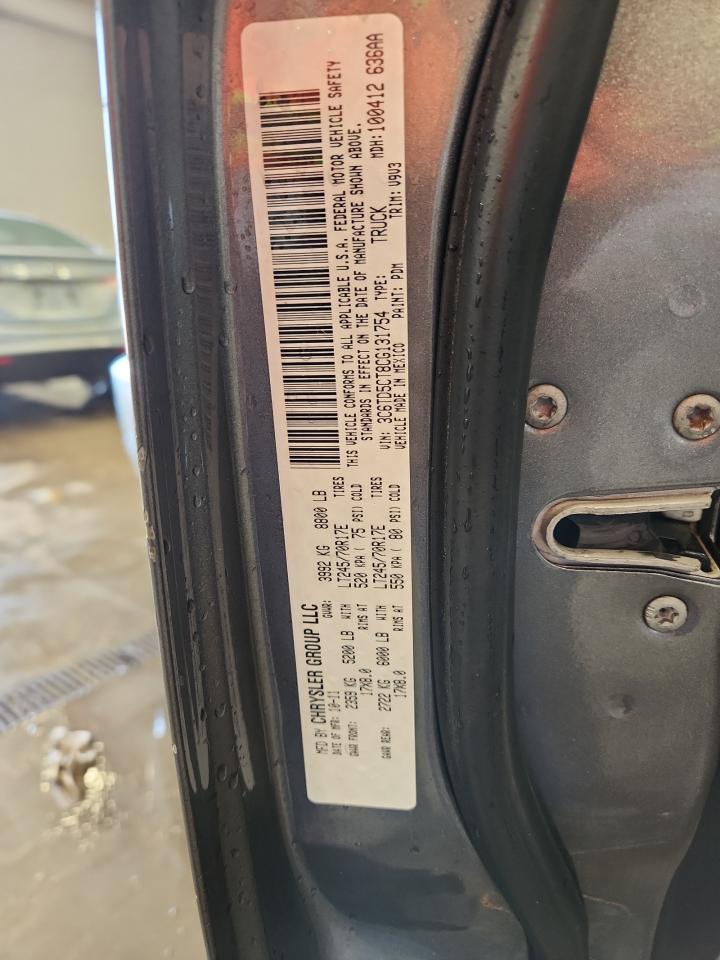 MFD BY CHRYSLER GROUP LLC
DATE OF MFR: 10-11 GVWR: 3992 KG 8800 LB
GAWR FRONT: 2359 KG 5200 LB WITH LT245/70R17E TIRES
17X8.0 RIMS AT 520 KPA ( 75 PSI) COLD
GAWR REAR: 2722 KG 6000 LB WITH LT245/70R17E TIRES
17X8.0 RIMS AT 550 KPA ( 80 PSI) COLD
THIS VEHICLE CONFORMS TO ALL APPLICABLE U.S.A. FEDERAL MOTOR VEHICLE SAFETY
STANDARDS IN EFFECT ON THE DATE OF MANUFACTURE SHOWN ABOVE.
MDH:100412 636AA
VIN: 3C6TD5CT8CG131754 TYPE: TRUCK
VEHICLE MADE IN MEXICO PAINT: PDM TRIM: V9V3